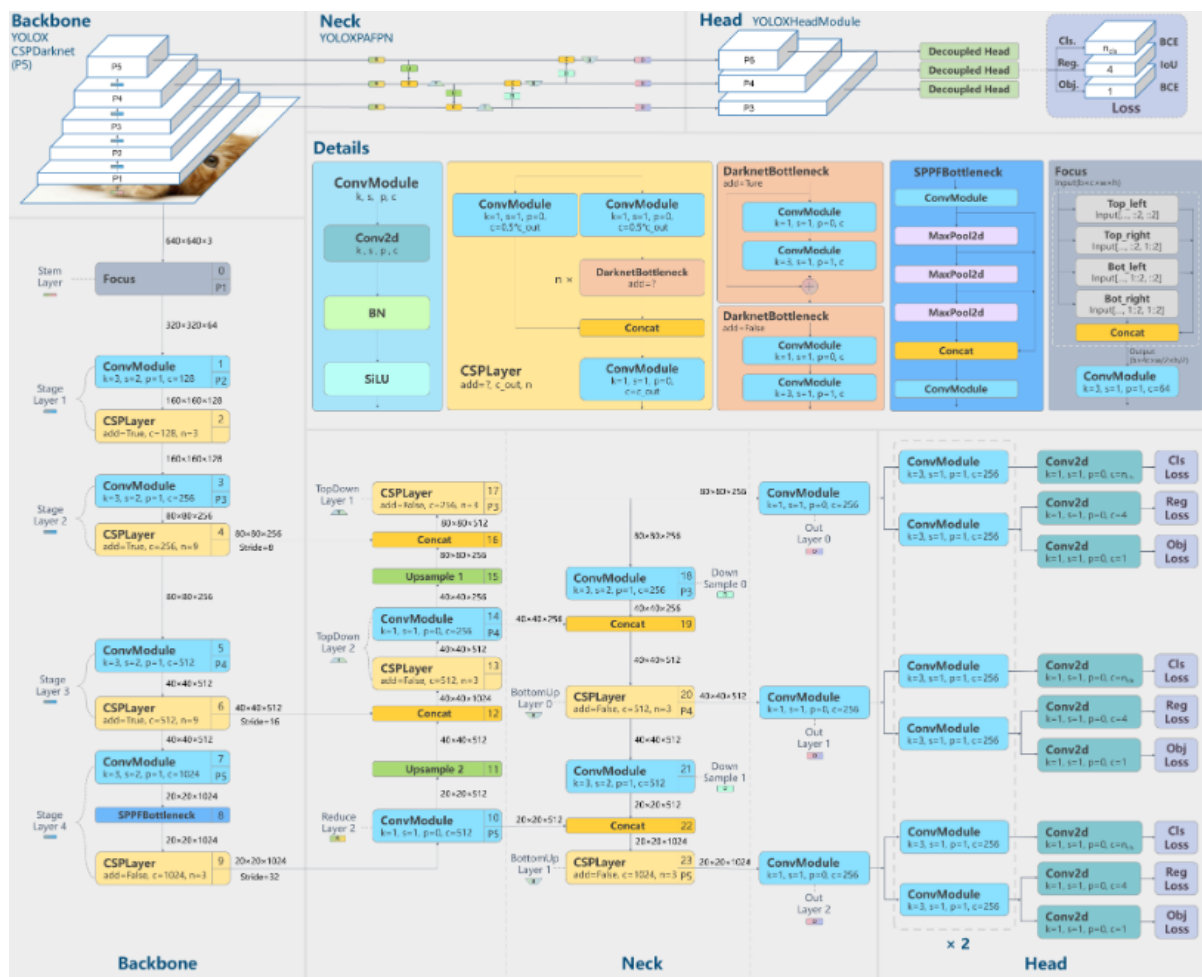 Backbone
YOLOX
CSPDarknet
(P5)
P5
P4
P3
P2
P1
Neck
YOLOXPAFPN
Head YOLOXHeadModule
P5
P4
P3
Decoupled Head
Decoupled Head
Decoupled Head
Cls.
Reg.
Obj.
4
1
BCE
IoU
BCE
Loss
Details
ConvModule
k, s, p, c
Conv2d
k, s, p, c
BN
SiLU
ConvModule
k=1, s=1, p=0,
c=0.5*c_out
ConvModule
k=1, s=1, p=0,
c=0.5*c_out
n ×
DarknetBottleneck
add=?
Concat
CSPLayer
add=?, c_out, n
ConvModule
k=1, s=1, p=0,
c=c_out
DarknetBottleneck
add=Ture
ConvModule
k=1, s=1, p=0, c
ConvModule
k=3, s=1, p=1, c
DarknetBottleneck
add=False
ConvModule
k=1, s=1, p=0, c
ConvModule
k=3, s=1, p=1, c
SPPFBottleneck
ConvModule
MaxPool2d
MaxPool2d
MaxPool2d
Concat
ConvModule
Focus
Input(b×c×w×h)
Top_left
Input[..., ::2, ::2]
Top_right
Input[..., ::2, 1::2]
Bot_left
Input[..., 1::2, ::2]
Bot_right
Input[..., 1::2, 1::2]
Concat
Output
(b×4c×w/2×h/2)
ConvModule
k=3, s=1, p=1, c=64
640×640×3
Stem
Layer
Focus 0
P1
320×320×64
Stage
Layer 1
ConvModule 1
k=3, s=2, p=1, c=128 P2
160×160×128
CSPLayer 2
add=True, c=128, n=3
160×160×128
Stage
Layer 2
ConvModule 3
k=3, s=2, p=1, c=256 P3
80×80×256
CSPLayer 4
add=True, c=256, n=9
80×80×256
Stride=8
80×80×256
Stage
Layer 3
ConvModule 5
k=3, s=2, p=1, c=512 P4
40×40×512
CSPLayer 6
add=True, c=512, n=9
40×40×512
Stride=16
40×40×512
Stage
Layer 4
ConvModule 7
k=3, s=2, p=1, c=1024 P5
20×20×1024
SPPFBottleneck 8
20×20×1024
CSPLayer 9
add=False, c=1024, n=3
20×20×1024
Stride=32
Backbone
TopDown
Layer 1
CSPLayer 17
add=False, c=256, n=3 P3
80×80×512
Concat 16
80×80×256
Upsample 1 15
40×40×256
TopDown
Layer 2
ConvModule 14
k=1, s=1, p=0, c=256 P4
40×40×512
CSPLayer 13
add=False, c=512, n=3
40×40×1024
Concat 12
40×40×512
Upsample 2 11
20×20×512
Reduce
Layer 2
ConvModule 10
k=1, s=1, p=0, c=512 P5
80×80×256
80×80×256
ConvModule 18
k=3, s=2, p=1, c=256 P3
Down
Sample 0
40×40×256
40×40×256
Concat 19
40×40×512
BottomUp
Layer 0
CSPLayer 20
add=False, c=512, n=3 P4
40×40×512
40×40×512
ConvModule 21
k=3, s=2, p=1, c=512
Down
Sample 1
20×20×512
20×20×512
Concat 22
20×20×1024
BottomUp
Layer 1
CSPLayer 23
add=False, c=1024, n=3 P5
20×20×1024
ConvModule
k=1, s=1, p=0, c=256
Out
Layer 0
ConvModule
k=1, s=1, p=0, c=256
Out
Layer 1
ConvModule
k=1, s=1, p=0, c=256
Out
Layer 2
Neck
ConvModule
k=3, s=1, p=1, c=256
Conv2d
Cls
Loss
ConvModule
k=3, s=1, p=1, c=256
Conv2d
k=1, s=1, p=0, c=4
Reg
Loss
Conv2d
k=1, s=1, p=0, c=1
Obj
Loss
ConvModule
k=3, s=1, p=1, c=256
Conv2d
Cls
Loss
ConvModule
k=3, s=1, p=1, c=256
Conv2d
k=1, s=1, p=0, c=4
Reg
Loss
Conv2d
k=1, s=1, p=0, c=1
Obj
Loss
ConvModule
k=3, s=1, p=1, c=256
Conv2d
Cls
Loss
ConvModule
k=3, s=1, p=1, c=256
Conv2d
k=1, s=1, p=0, c=4
Reg
Loss
Conv2d
k=1, s=1, p=0, c=1
Obj
Loss
× 2
Head